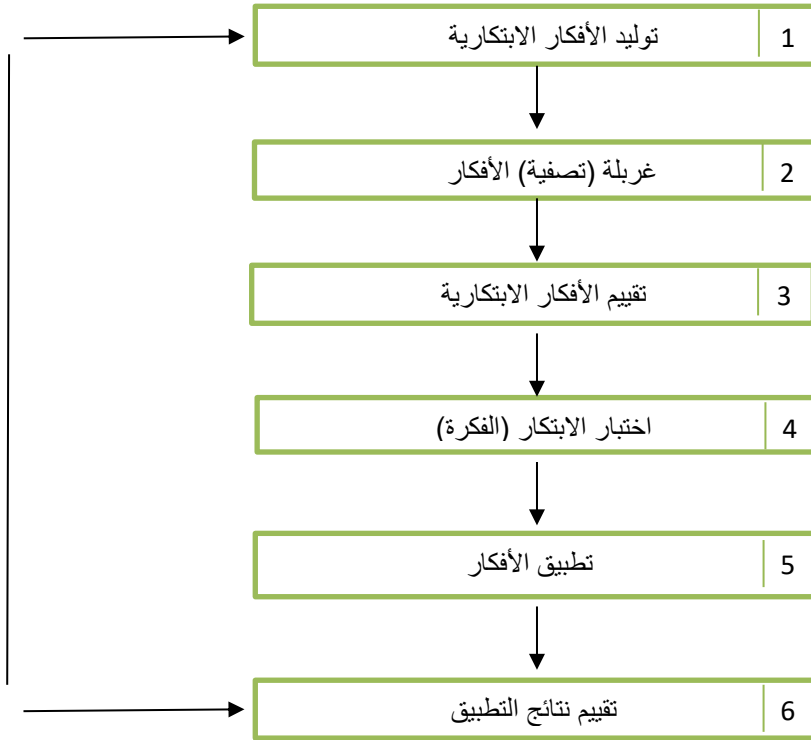 1 توليد الأفكار الابتكارية
2 غربلة (تصفية) الأفكار
3 تقييم الأفكار الابتكارية
4 اختبار الابتكار (الفكرة)
5 تطبيق الأفكار
6 تقييم نتائج التطبيق